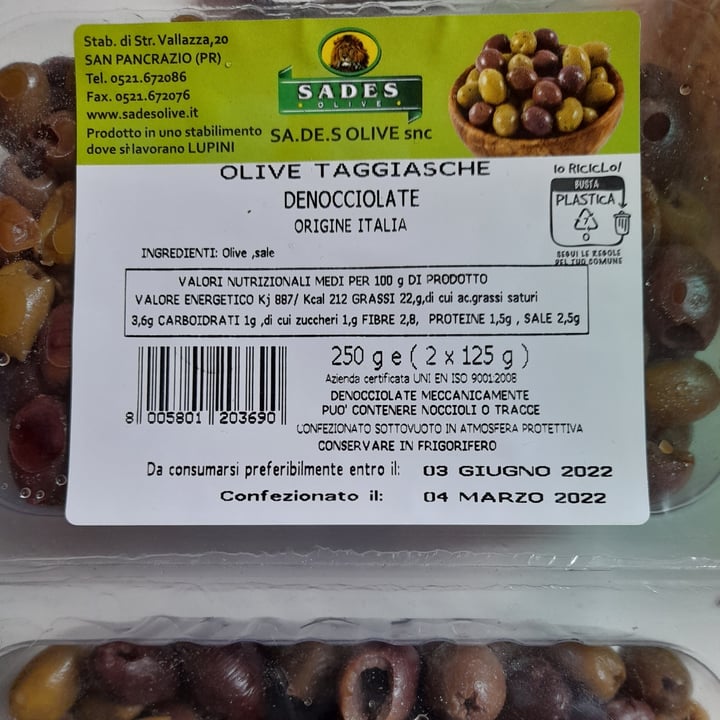 Stab. di Str. Vallazza,20
SAN PANCRAZIO (PR)
Tel. 0521.672086
Fax. 0521.672076
www.sadesolive.it
Prodotto in uno stabilimento
dove si lavorano LUPINI
SADES
OLIVE
SA.DE.S OLIVE snc
OLIVE TAGGIASCHE
DENOCCIOLATE
ORIGINE ITALIA
Io RICICLO!
BUSTA
PLASTICA
7
SEGUI LE REGOLE
DEL TUO COMUNE
INGREDIENTI: Olive ,sale
VALORI NUTRIZIONALI MEDI PER 100 g DI PRODOTTO
VALORE ENERGETICO Kj 887/ Kcal 212 GRASSI 22,g,di cui ac.grassi saturi
3,6g CARBOIDRATI 1g ,di cui zuccheri 1,g FIBRE 2,8, PROTEINE 1,5g , SALE 2,5g
8 005801 203690
250 g e ( 2 x 125 g )
Azienda certificata UNI EN ISO 9001:2008
DENOCCIOLATE MECCANICAMENTE
PUO' CONTENERE NOCCIOLI O TRACCE
CONFEZIONATO SOTTOVUOTO IN ATMOSFERA PROTETTIVA
CONSERVARE IN FRIGORIFERO
Da consumarsi preferibilmente entro il: 03 GIUGNO 2022
Confezionato il: 04 MARZO 2022